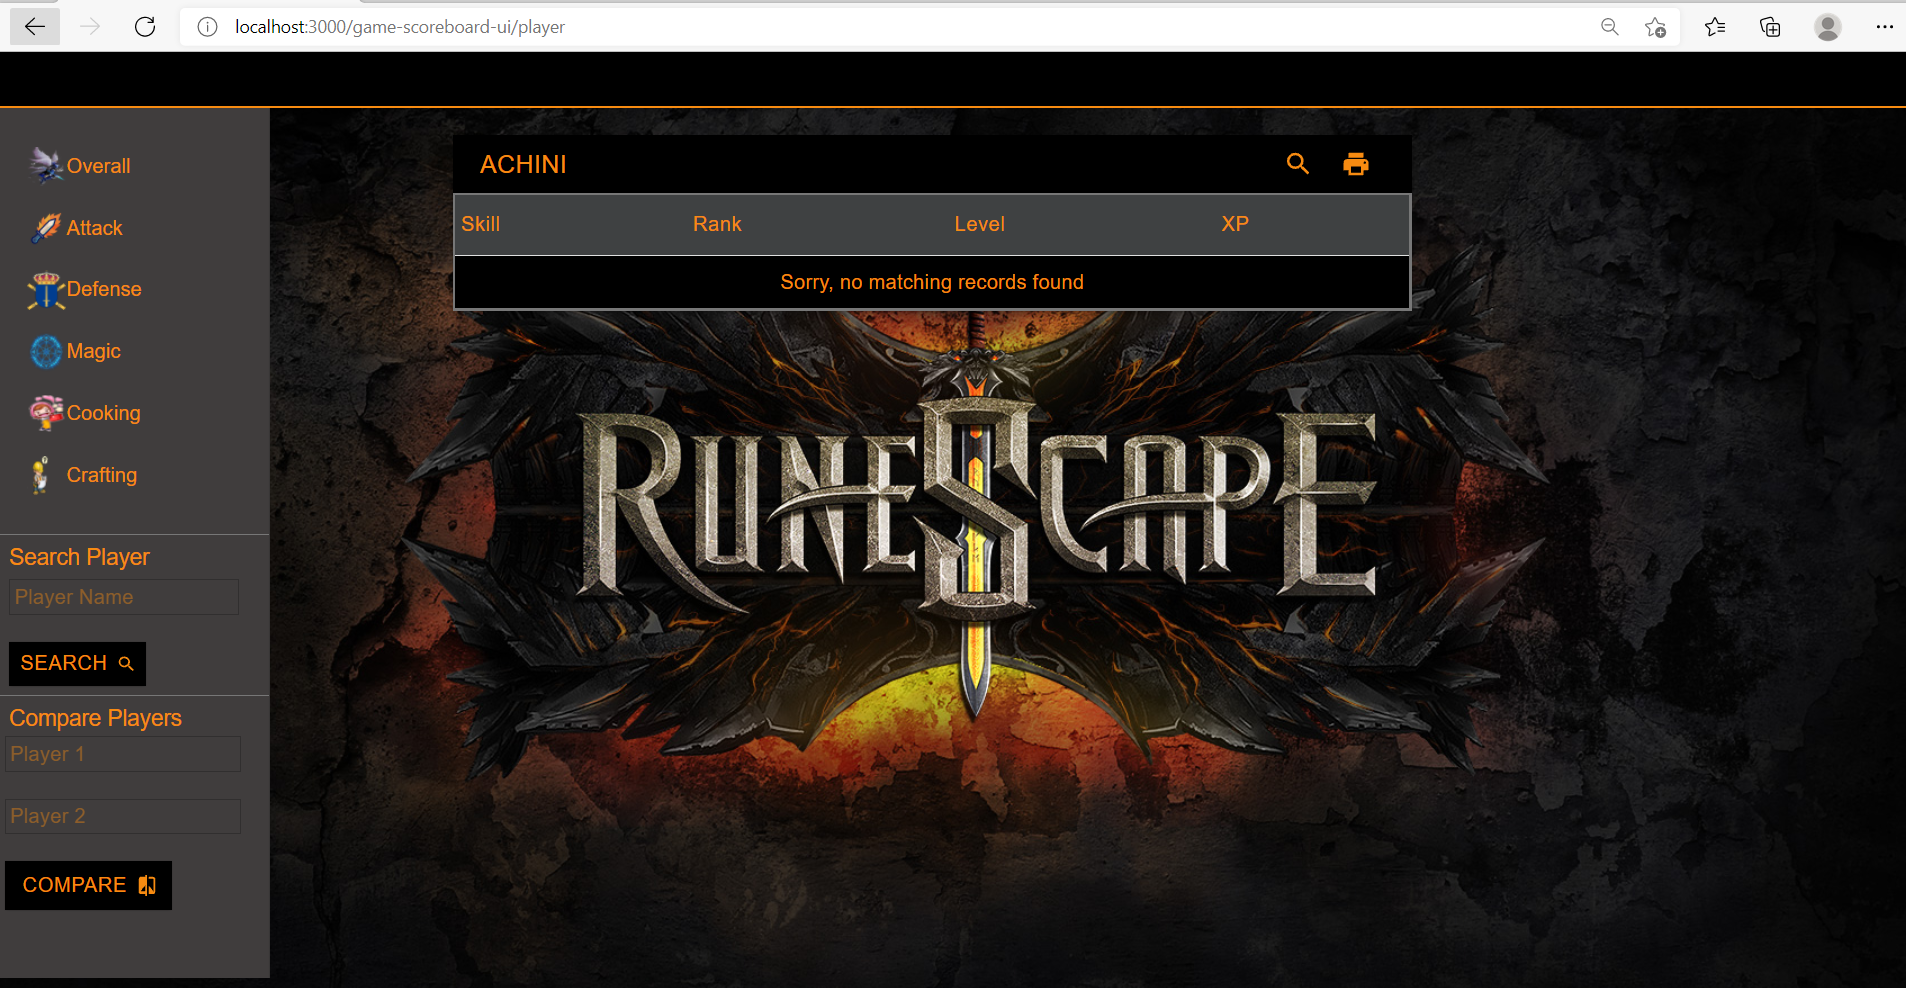 localhost:3000/game-scoreboard-ui/player
Overall
Attack
Defense
Magic
Cooking
Crafting
Search Player
Player Name
SEARCH
Compare Players
Player 1
Player 2
COMPARE
ACHINI
Skill Rank Level XP
Sorry, no matching records found
RUNESCAPE